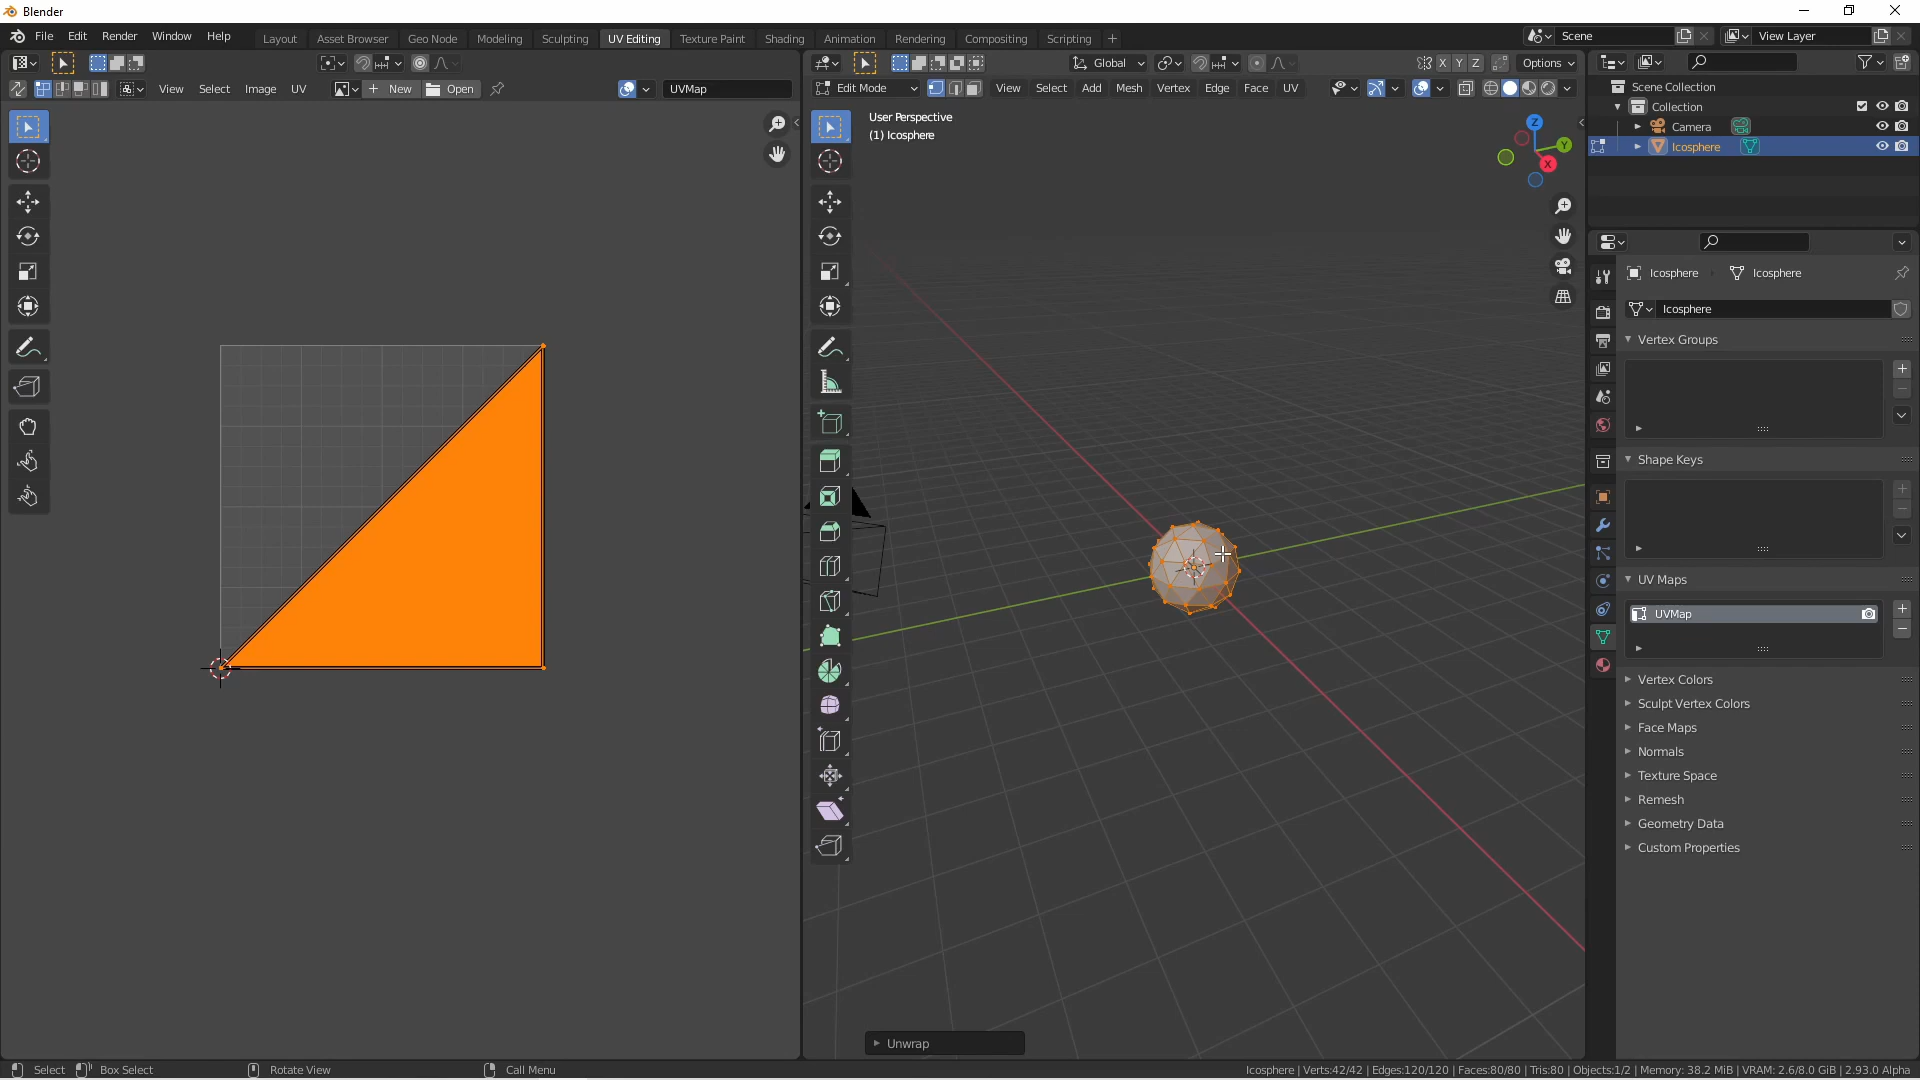 Blender
File Edit Render Window Help
Layout Asset Browser Geo Node Modeling Sculpting UV Editing Texture Paint Shading Animation Rendering Compositing Scripting
Scene
View Layer
Global
X Y Z
Options
View Select Image UV
New
Open
UVMap
Edit Mode
View Select Add Mesh Vertex Edge Face UV
User Perspective
(1) Icosphere
Z
Y
X
Scene Collection
Collection
Camera
Icosphere
Icosphere
Icosphere
Icosphere
Vertex Groups
Shape Keys
UV Maps
UVMap
Vertex Colors
Sculpt Vertex Colors
Face Maps
Normals
Texture Space
Remesh
Geometry Data
Custom Properties
Unwrap
Select
Box Select
Rotate View
Call Menu
Icosphere | Verts:42/42 | Edges:120/120 | Faces:80/80 | Tris:80 | Objects:1/2 | Memory: 38.2 MiB | VRAM: 2.6/8.0 GiB | 2.93.0 Alpha